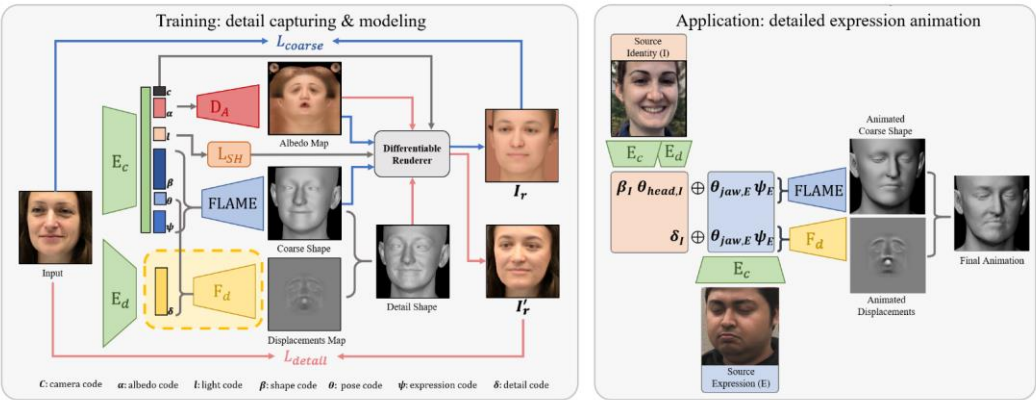 Training: detail capturing & modeling
L_coarse
c
α
D_A
Albedo Map
l
L_SH
Differentiable
Renderer
E_c
β
θ
ψ
FLAME
Coarse Shape
I_r
Input
E_d
δ
F_d
Displacements Map
Detail Shape
I'_r
L_detail
C: camera code α: albedo code l: light code β: shape code θ: pose code ψ: expression code δ: detail code
Application: detailed expression animation
Source
Identity (I)
E_c E_d
Animated
Coarse Shape
β_I θ_head,I ⊕ θ_jaw,E ψ_E
FLAME
δ_I ⊕ θ_jaw,E ψ_E
F_d
E_c
Final Animation
Animated
Displacements
Source
Expression (E)